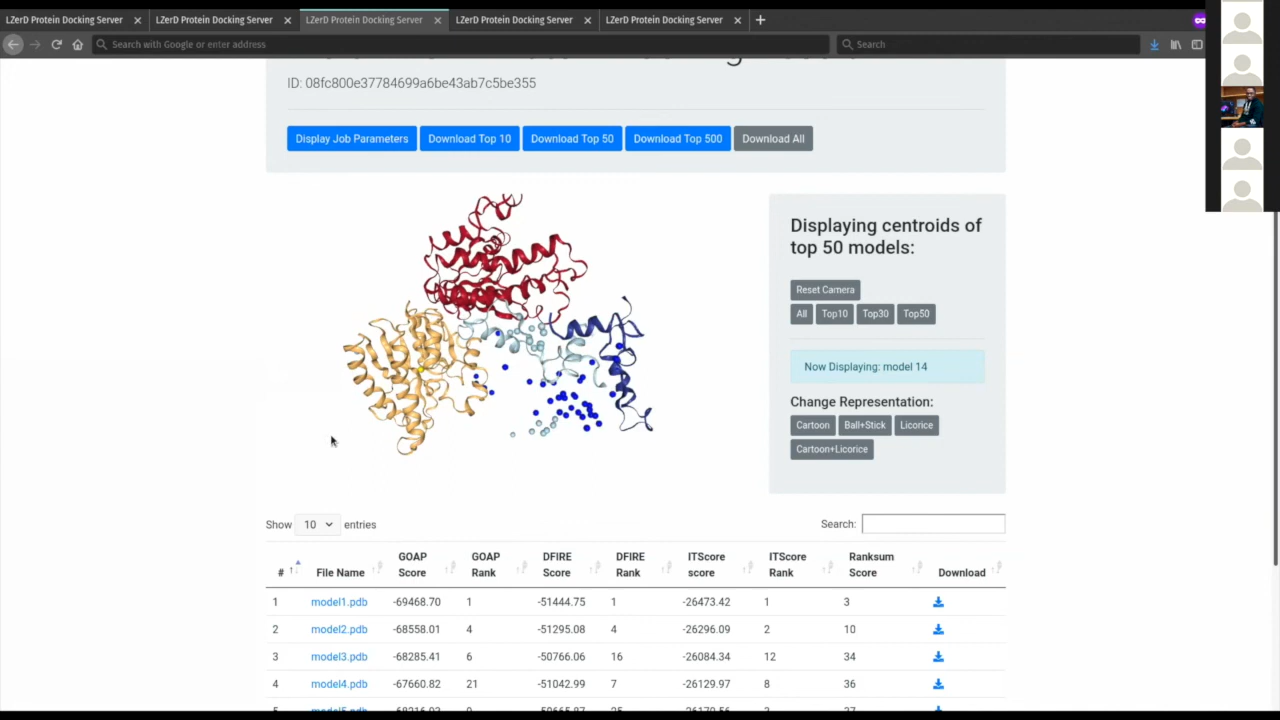 LZerD Protein Docking Server
LZerD Protein Docking Server
LZerD Protein Docking Server
LZerD Protein Docking Server
LZerD Protein Docking Server
Search with Google or enter address
Search
ID: 08fc800e37784699a6be43ab7c5be355
Display Job Parameters Download Top 10 Download Top 50 Download Top 500 Download All
Displaying centroids of
top 50 models:
Reset Camera
All Top10 Top30 Top50
Now Displaying: model 14
Change Representation:
Cartoon Ball+Stick Licorice
Cartoon+Licorice
Show 10 entries Search:
# File Name GOAP Score GOAP Rank DFIRE Score DFIRE Rank ITScore score ITScore Rank Ranksum Score Download
1 model1.pdb -69468.70 1 -51444.75 1 -26473.42 1 3
2 model2.pdb -68558.01 4 -51295.08 4 -26296.09 2 10
3 model3.pdb -68285.41 6 -50766.06 16 -26084.34 12 34
4 model4.pdb -67660.82 21 -51042.99 7 -26129.97 8 36